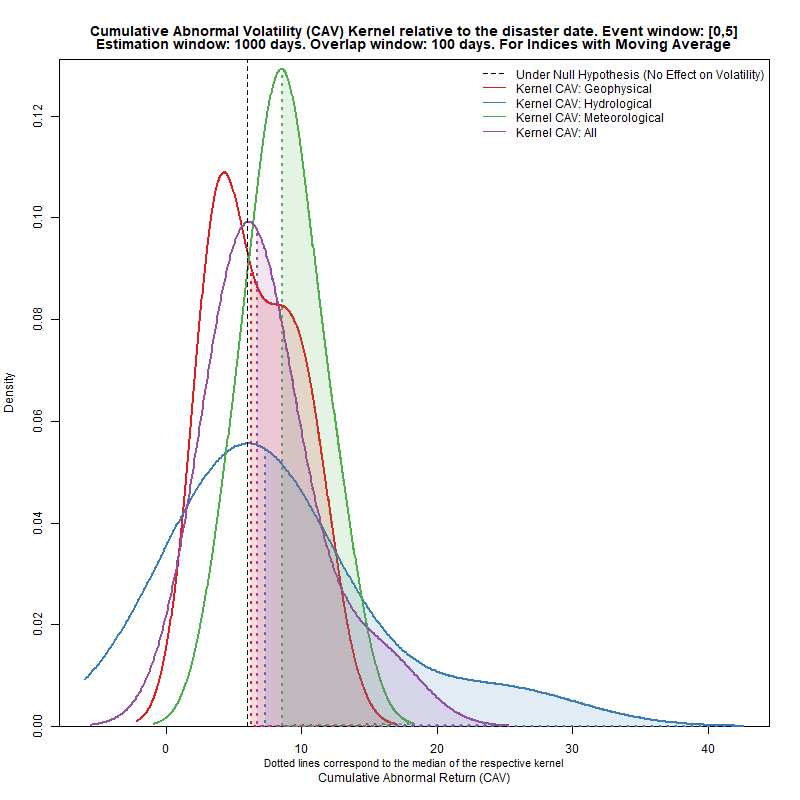 Cumulative Abnormal Volatility (CAV) Kernel relative to the disaster date. Event window: [0,5]
Estimation window: 1000 days. Overlap window: 100 days. For Indices with Moving Average
Under Null Hypothesis (No Effect on Volatility)
Kernel CAV: Geophysical
Kernel CAV: Hydrological
Kernel CAV: Meteorological
Kernel CAV: All
Density
0.12
0.10
0.08
0.06
0.04
0.02
0.00
0 10 20 30 40
Dotted lines correspond to the median of the respective kernel
Cumulative Abnormal Return (CAV)